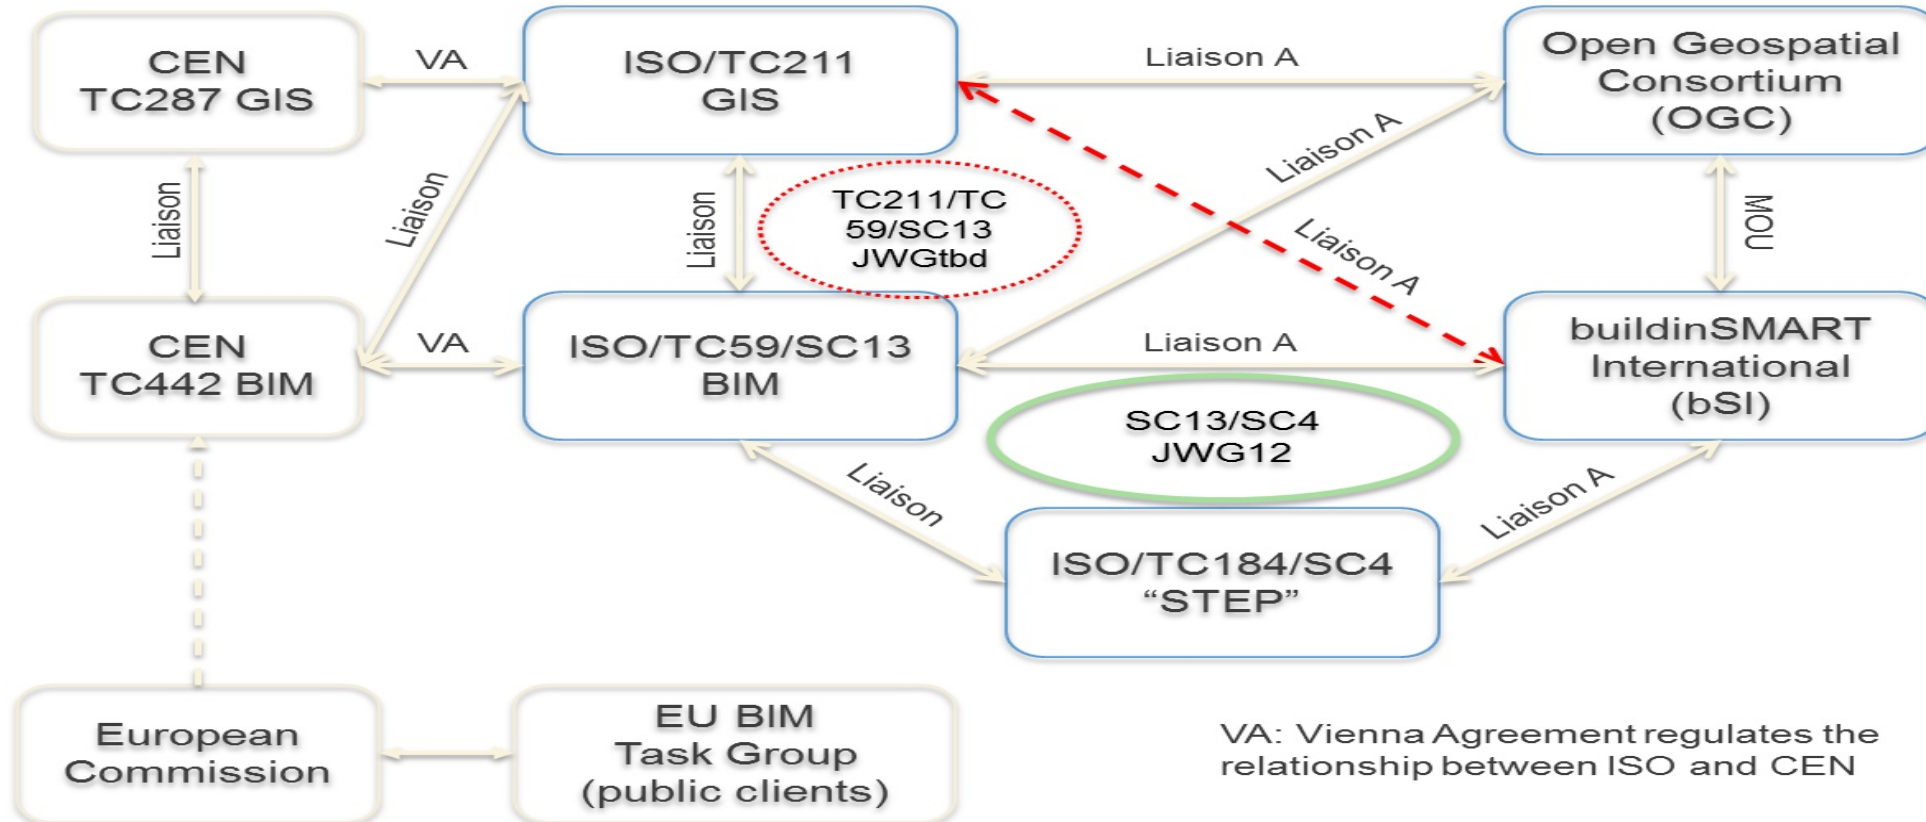 CEN
TC287 GIS
VA
ISO/TC211
GIS
Liaison A
Open Geospatial
Consortium
(OGC)
Liaison
Liaison
Liaison
TC211/TC
59/SC13
JWGtbd
Liaison A
Liaison A
MOU
CEN
TC442 BIM
VA
ISO/TC59/SC13
BIM
Liaison A
buildinSMART
International
(bSI)
SC13/SC4
JWG12
Liaison
Liaison A
ISO/TC184/SC4
“STEP”
European
Commission
EU BIM
Task Group
(public clients)
VA: Vienna Agreement regulates the
relationship between ISO and CEN